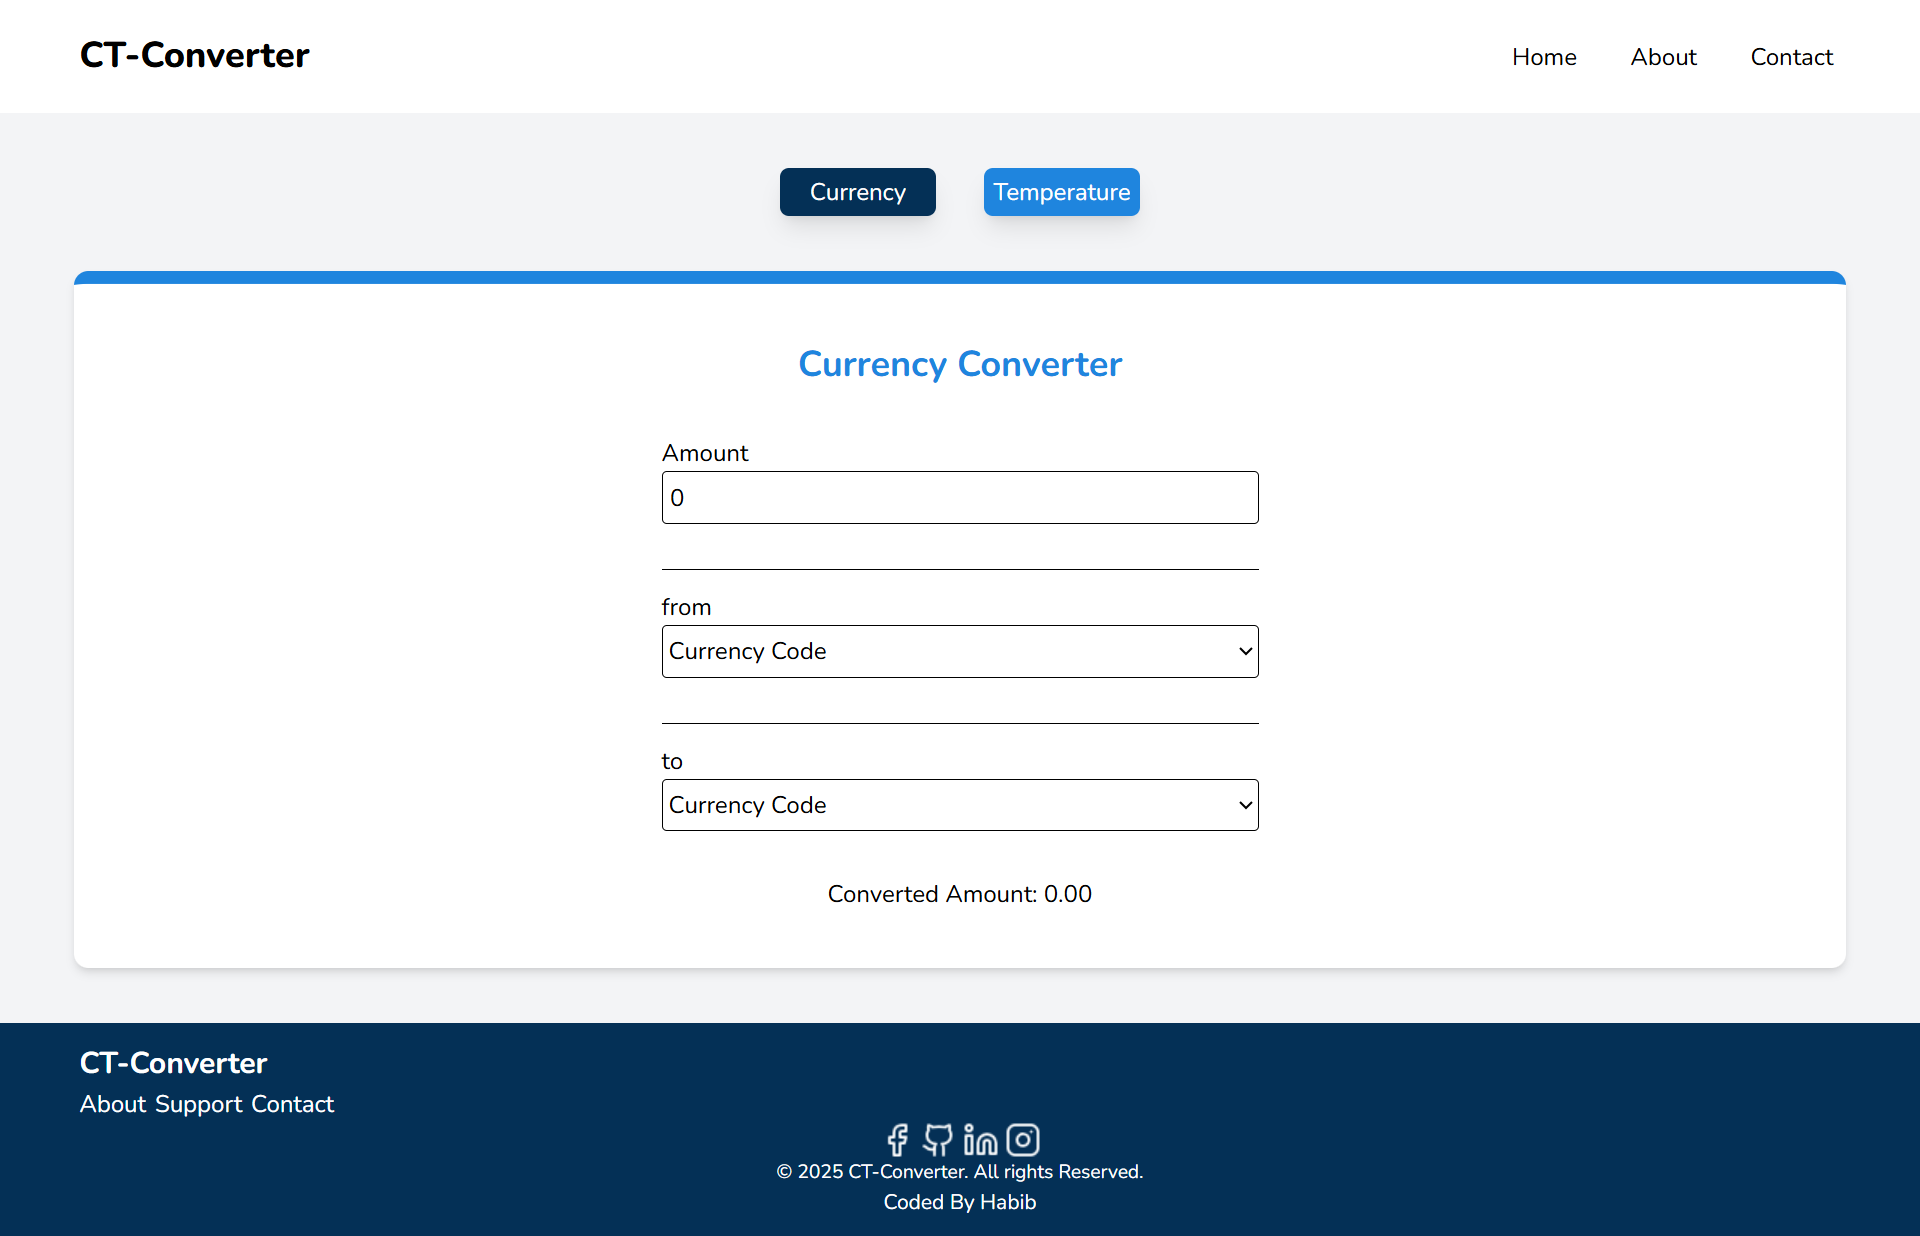 CT-Converter
Home About Contact
Currency Temperature
Currency Converter
Amount
0
from
Currency Code
to
Currency Code
Converted Amount: 0.00
CT-Converter
About Support Contact
© 2025 CT-Converter. All rights Reserved.
Coded By Habib